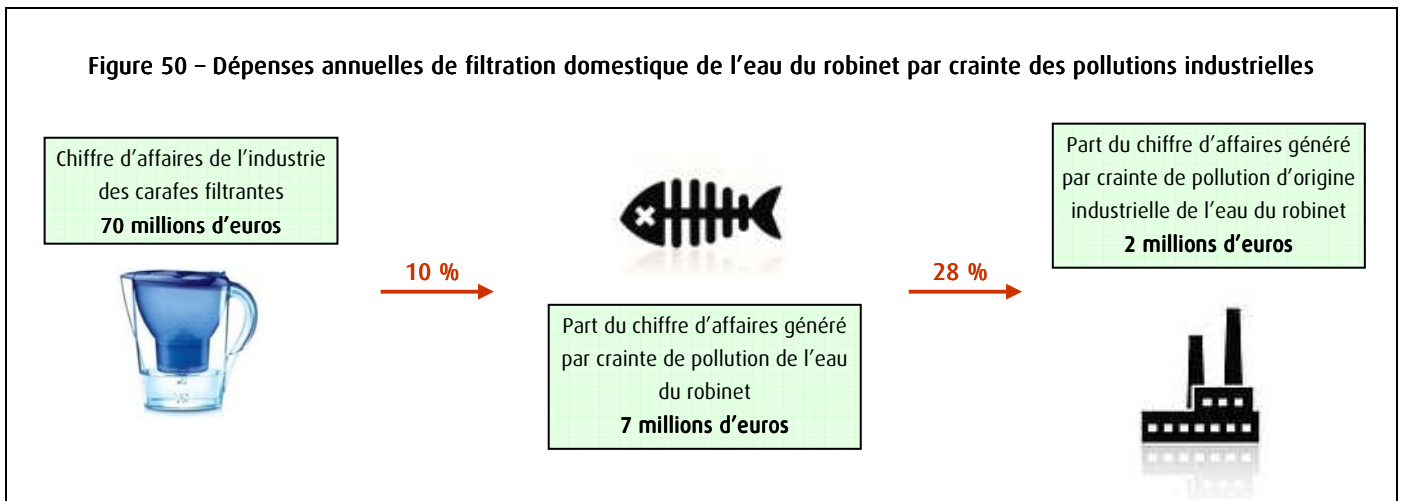 Figure 50 – Dépenses annuelles de filtration domestique de l'eau du robinet par crainte des pollutions industrielles
Chiffre d'affaires de l'industrie
des carafes filtrantes
70 millions d'euros
10 %
Part du chiffre d'affaires généré
par crainte de pollution de l'eau
du robinet
7 millions d'euros
28 %
Part du chiffre d'affaires généré
par crainte de pollution d'origine
industrielle de l'eau du robinet
2 millions d'euros